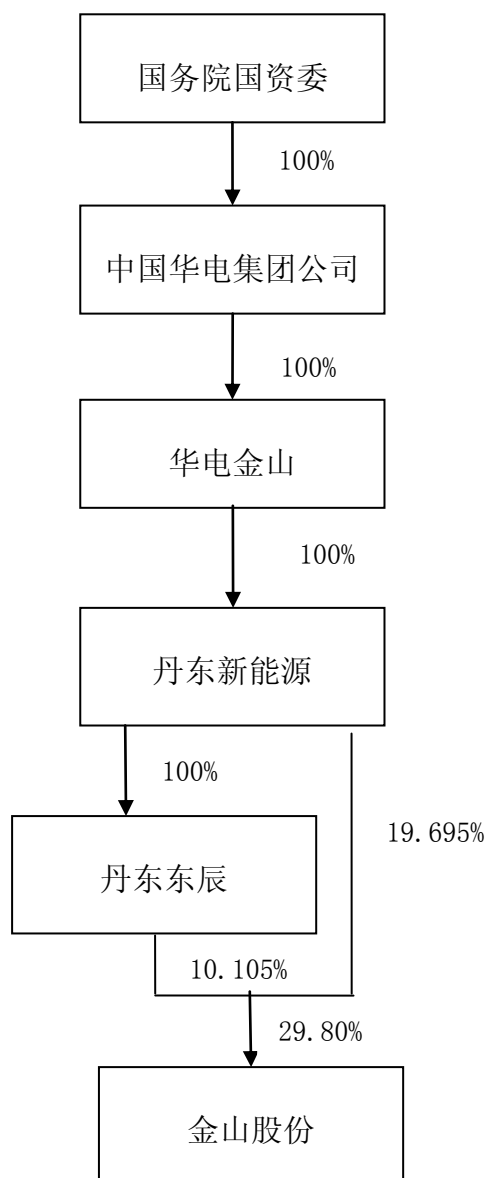 国务院国资委
100%
中国华电集团公司
100%
华电金山
100%
丹东新能源
100%
19.695%
丹东东辰
10.105%
29.80%
金山股份